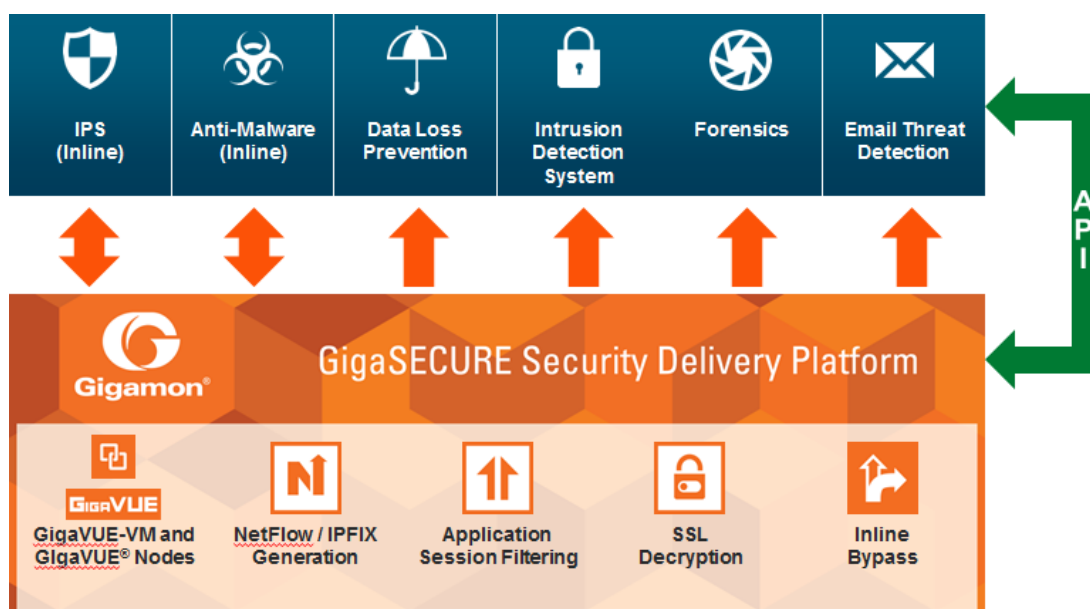 IPS
(Inline)
Anti-Malware
(Inline)
Data Loss
Prevention
Intrusion
Detection
System
Forensics
Email Threat
Detection
A
P
I
Gigamon®
GigaSECURE Security Delivery Platform
GigaVUE
GigaVUE-VM and
GigaVUE® Nodes
NetFlow / IPFIX
Generation
Application
Session Filtering
SSL
Decryption
Inline
Bypass